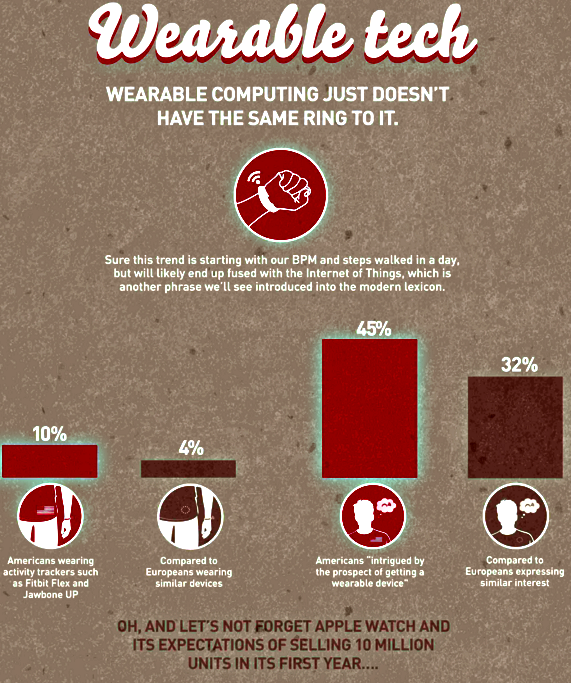 Wearable tech
WEARABLE COMPUTING JUST DOESN'T
HAVE THE SAME RING TO IT.
Sure this trend is starting with our BPM and steps walked in a day,
but will likely end up fused with the Internet of Things, which is
another phrase we'll see introduced into the modern lexicon.
10%
4%
45%
32%
Americans wearing
activity trackers such
as Fitbit Flex and
Jawbone UP
Compared to
Europeans wearing
similar devices
Americans "intrigued by
the prospect of getting a
wearable device"
Compared to
Europeans expressing
similar interest
OH, AND LET'S NOT FORGET APPLE WATCH AND
ITS EXPECTATIONS OF SELLING 10 MILLION
UNITS IN ITS FIRST YEAR....